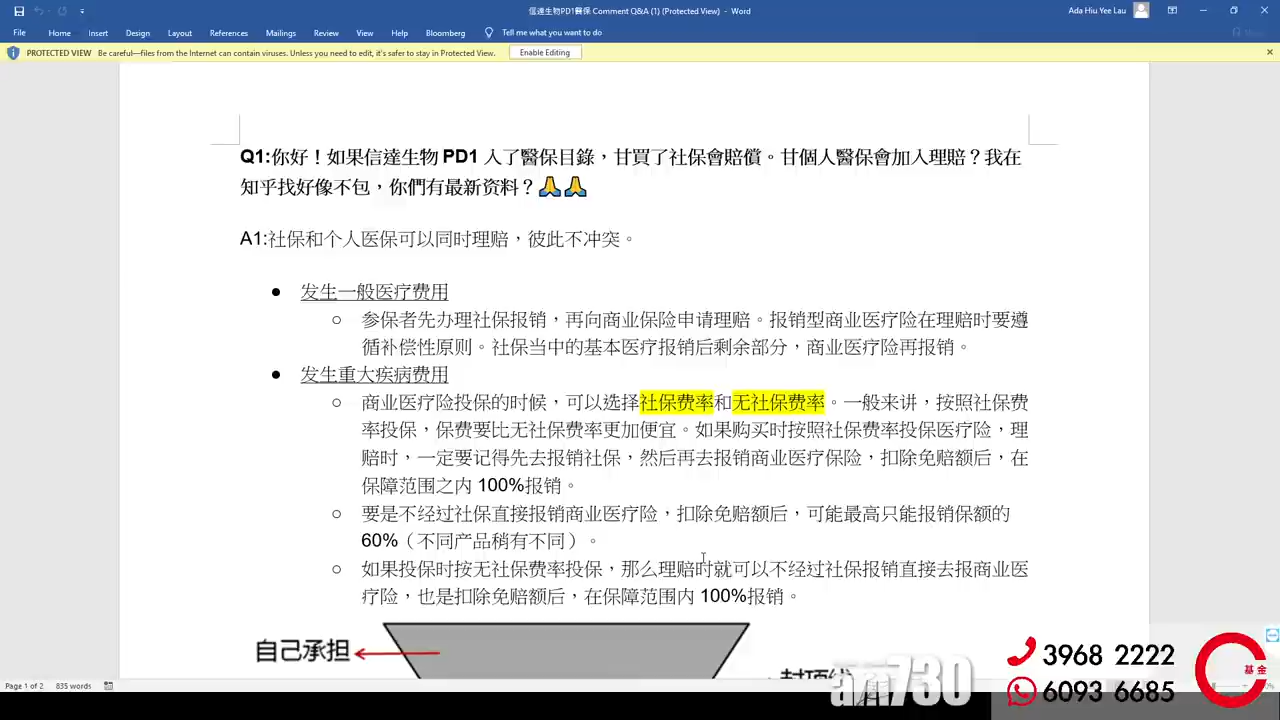 信達生物PD1醫保 Comment Q&A (1) (Protected View) - Word
Ada Hiu Yee Lau
File Home Insert Design Layout References Mailings Review View Help Bloomberg Tell me what you want to do
PROTECTED VIEW Be careful—files from the Internet can contain viruses. Unless you need to edit, it's safer to stay in Protected View. Enable Editing
Q1:你好！如果信達生物 PD1 入了醫保目錄，甘買了社保會賠償。甘個人醫保會加入理賠？我在
知乎找好像不包，你們有最新資料？🙏🙏
A1:社保和个人医保可以同时理赔，彼此不冲突。
● 发生一般医疗费用
○ 参保者先办理社保报销，再向商业保险申请理赔。报销型商业医疗险在理赔时要遵
循补偿性原则。社保当中的基本医疗报销后剩余部分，商业医疗险再报销。
● 发生重大疾病费用
○ 商业医疗险投保的时候，可以选择社保费率和无社保费率。一般来讲，按照社保费
率投保，保费要比无社保费率更加便宜。如果购买时按照社保费率投保医疗险，理
赔时，一定要记得先去报销社保，然后再去报销商业医疗保险，扣除免赔额后，在
保障范围之内 100%报销。
○ 要是不经过社保直接报销商业医疗险，扣除免赔额后，可能最高只能报销保额的
60%（不同产品稍有不同）。
○ 如果投保时按无社保费率投保，那么理赔时就可以不经过社保报销直接去报商业医
疗险，也是扣除免赔额后，在保障范围内 100%报销。
自己承担
封顶线
am730
3968 2222
6093 6685
基金
Page 1 of 2 835 words